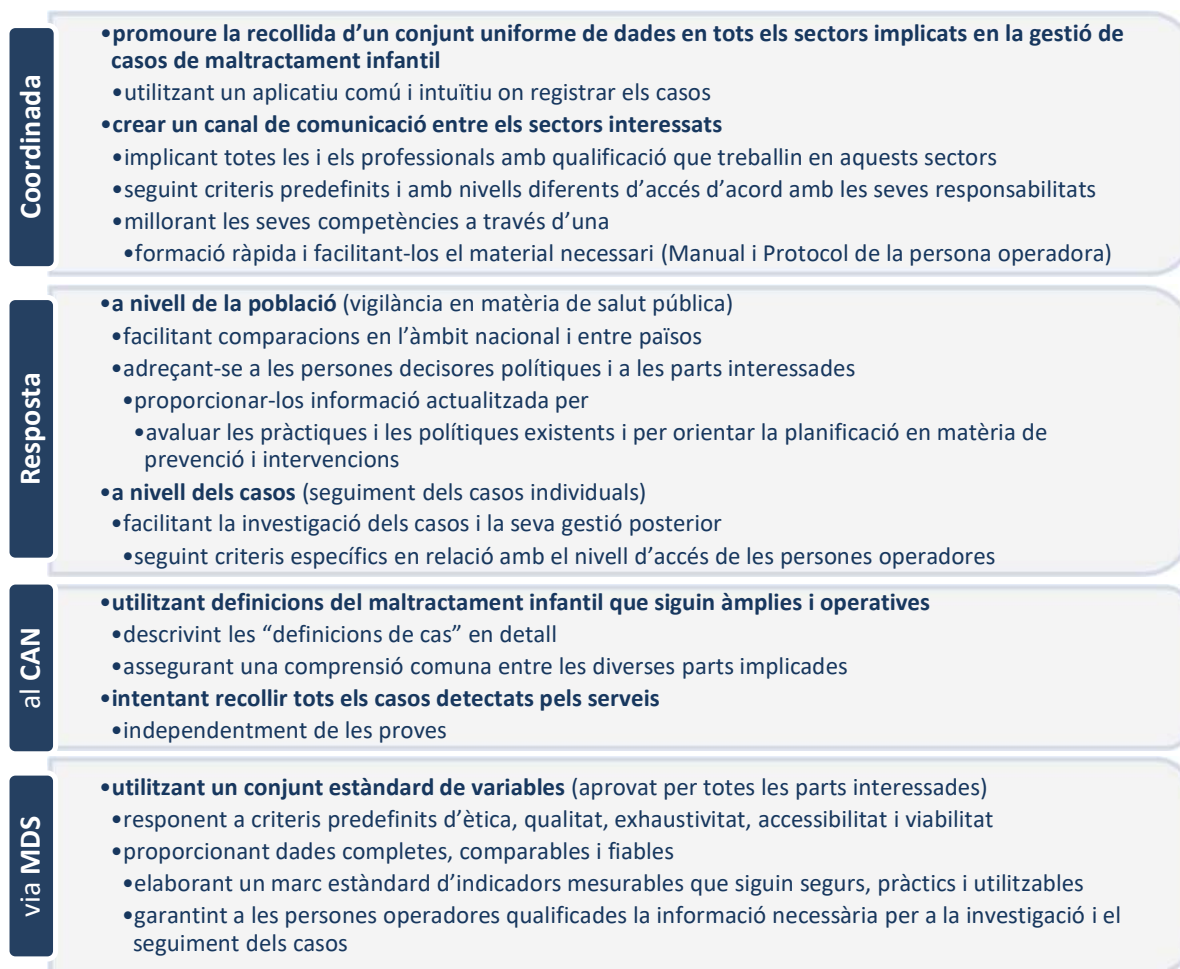 Coordinada
•promoure la recollida d’un conjunt uniforme de dades en tots els sectors implicats en la gestió de
casos de maltractament infantil
•utilitzant un aplicatiu comú i intuïtiu on registrar els casos
•crear un canal de comunicació entre els sectors interessats
•implicant totes les i els professionals amb qualificació que treballin en aquests sectors
•seguint criteris predefinits i amb nivells diferents d’accés d’acord amb les seves responsabilitats
•millorant les seves competències a través d’una
•formació ràpida i facilitant-los el material necessari (Manual i Protocol de la persona operadora)
Resposta
•a nivell de la població (vigilància en matèria de salut pública)
•facilitant comparacions en l’àmbit nacional i entre països
•adreçant-se a les persones decisores polítiques i a les parts interessades
•proporcionar-los informació actualitzada per
•avaluar les pràctiques i les polítiques existents i per orientar la planificació en matèria de
prevenció i intervencions
•a nivell dels casos (seguiment dels casos individuals)
•facilitant la investigació dels casos i la seva gestió posterior
•seguint criteris específics en relació amb el nivell d’accés de les persones operadores
al CAN
•utilitzant definicions del maltractament infantil que siguin àmplies i operatives
•descrivint les “definicions de cas” en detall
•assegurant una comprensió comuna entre les diverses parts implicades
•intentant recollir tots els casos detectats pels serveis
•independentment de les proves
via MDS
•utilitzant un conjunt estàndard de variables (aprovat per totes les parts interessades)
•responent a criteris predefinits d’ètica, qualitat, exhaustivitat, accessibilitat i viabilitat
•proporcionant dades completes, comparables i fiables
•elaborant un marc estàndard d’indicadors mesurables que siguin segurs, pràctics i utilitzables
•garantint a les persones operadores qualificades la informació necessària per a la investigació i el
seguiment dels casos